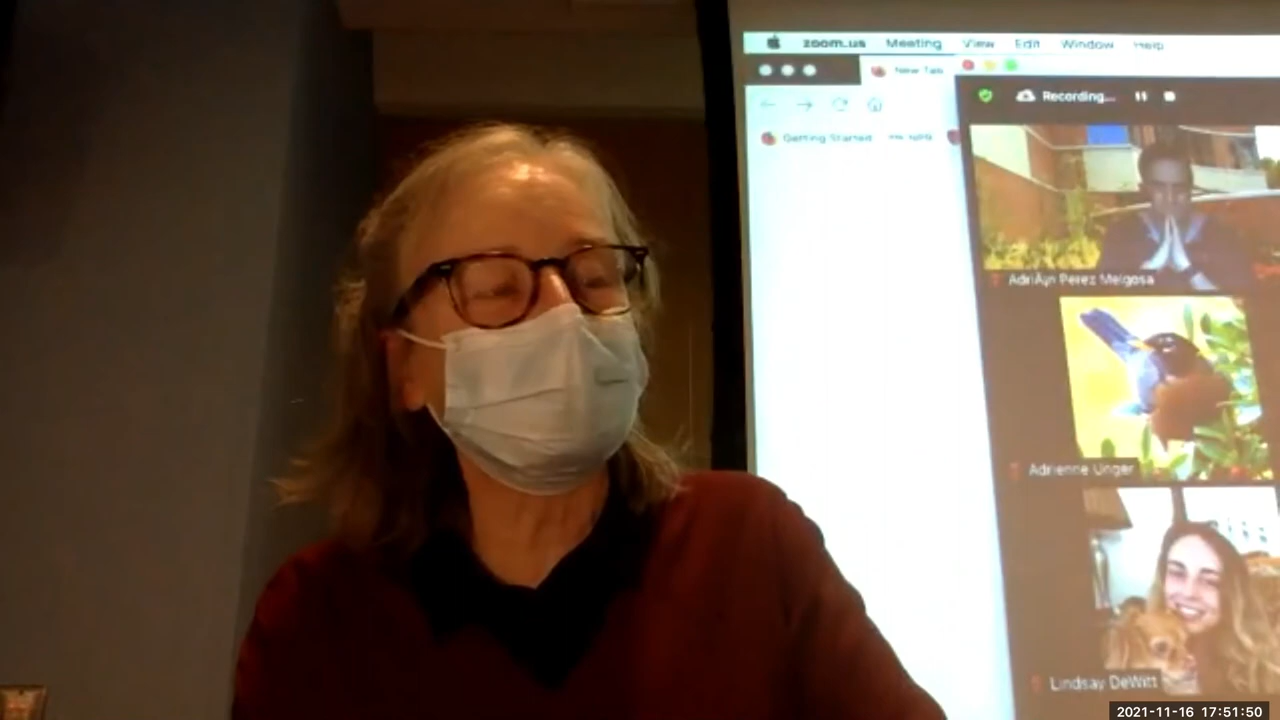 zoom.us Meeting View Edit Window Help
New Tab
Recording...
Getting Started
AdriÃ¡n Perez Melgosa
Adrienne Unger
Lindsay DeWitt
2021-11-16 17:51:50